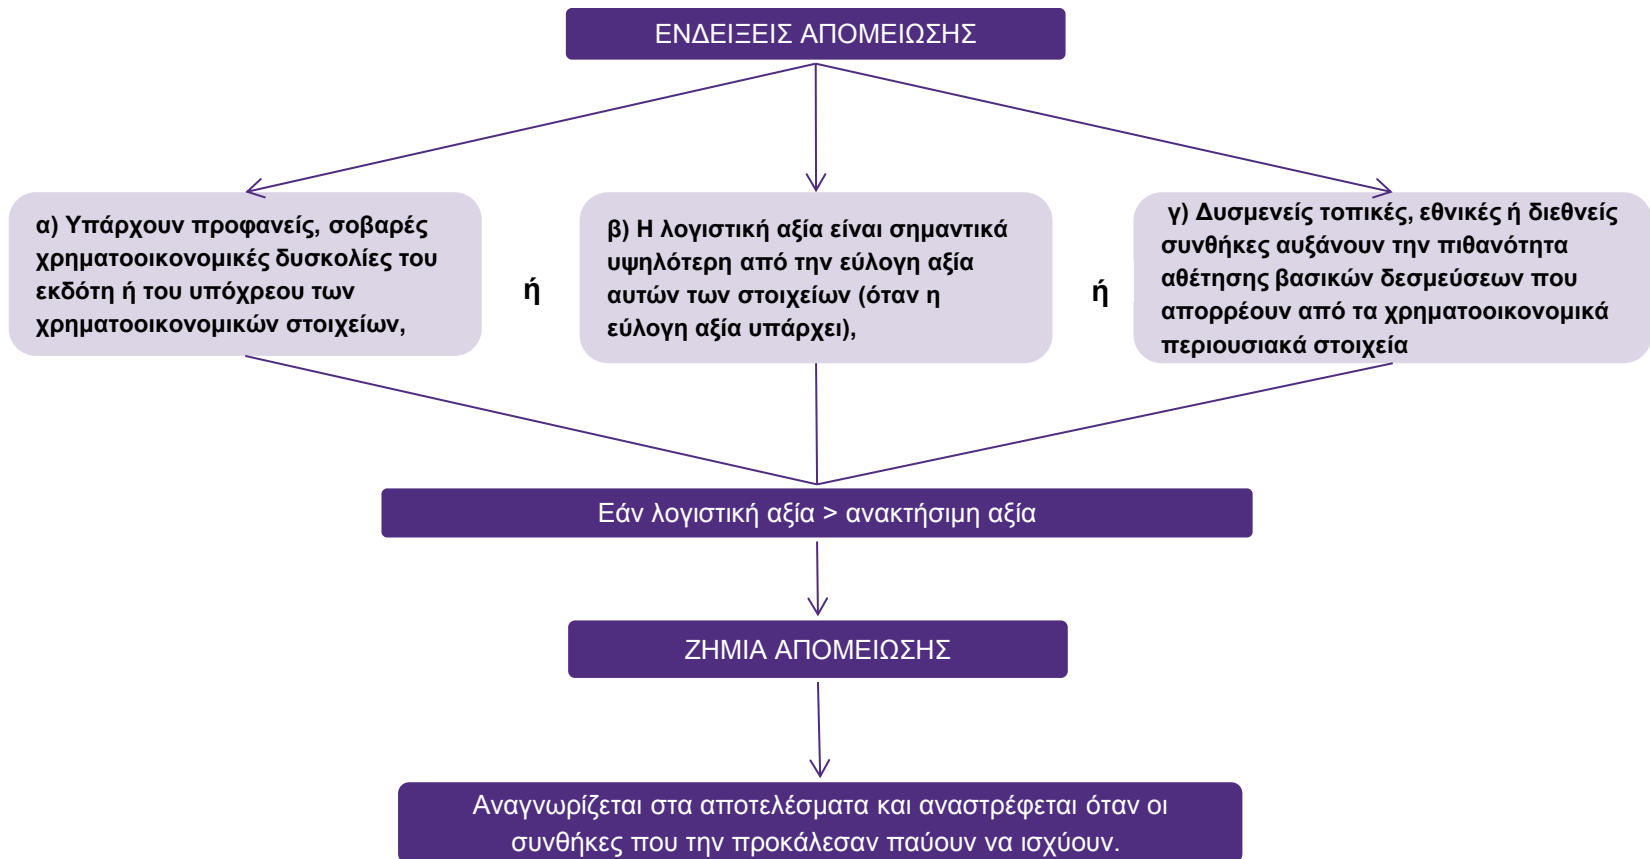 ΕΝΔΕΙΞΕΙΣ ΑΠΟΜΕΙΩΣΗΣ
α) Υπάρχουν προφανείς, σοβαρές
χρηματοοικονομικές δυσκολίες του
εκδότη ή του υπόχρεου των
χρηματοοικονομικών στοιχείων,
ή
β) Η λογιστική αξία είναι σημαντικά
υψηλότερη από την εύλογη αξία
αυτών των στοιχείων (όταν η
εύλογη αξία υπάρχει),
ή
γ) Δυσμενείς τοπικές, εθνικές ή διεθνείς
συνθήκες αυξάνουν την πιθανότητα
αθέτησης βασικών δεσμεύσεων που
απορρέουν από τα χρηματοοικονομικά
περιουσιακά στοιχεία
Εάν λογιστική αξία > ανακτήσιμη αξία
ΖΗΜΙΑ ΑΠΟΜΕΙΩΣΗΣ
Αναγνωρίζεται στα αποτελέσματα και αναστρέφεται όταν οι
συνθήκες που την προκάλεσαν παύουν να ισχύουν.